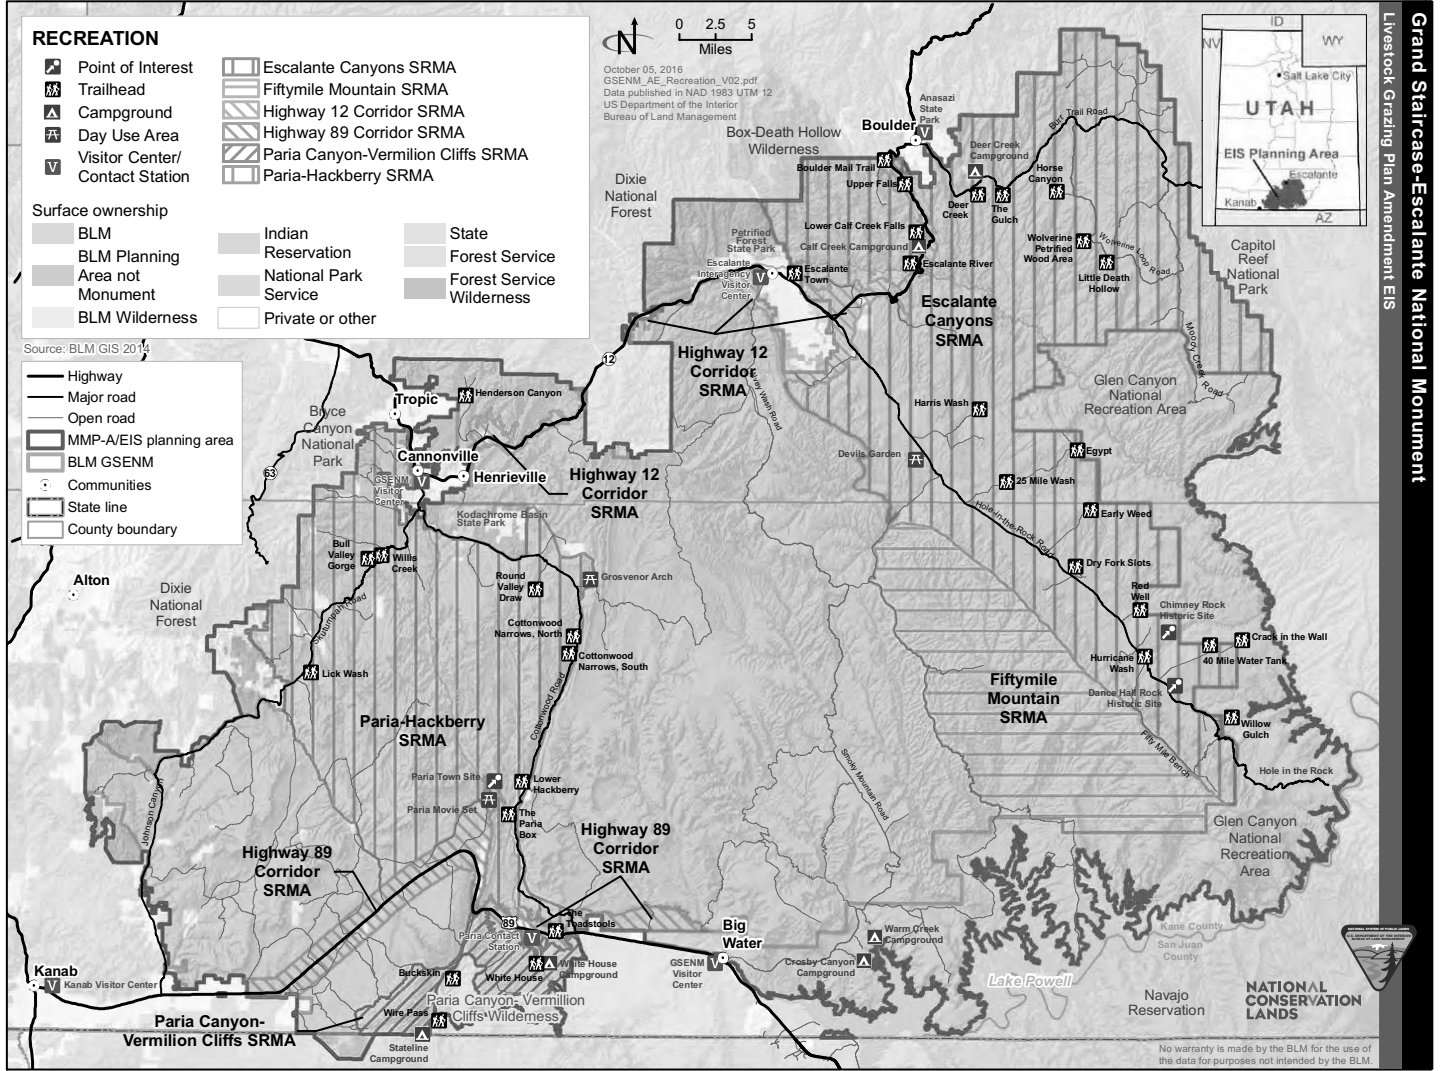 RECREATION
Point of Interest
Trailhead
Campground
Day Use Area
Visitor Center/
Contact Station
Escalante Canyons SRMA
Fiftymile Mountain SRMA
Highway 12 Corridor SRMA
Highway 89 Corridor SRMA
Paria Canyon-Vermilion Cliffs SRMA
Paria-Hackberry SRMA
Surface ownership
BLM
BLM Planning
Area not
Monument
BLM Wilderness
Indian
Reservation
National Park
Service
Private or other
State
Forest Service
Forest Service
Wilderness
Source: BLM GIS 2014
Highway
Major road
Open road
MMP-A/EIS planning area
BLM GSENM
Communities
State line
County boundary
N
0 2.5 5
Miles
October 05, 2016
GSENM_AE_Recreation_V02.pdf
Data published in NAD 1983 UTM 12
US Department of the Interior
Bureau of Land Management
ID
NV
WY
Salt Lake City
UTAH
EIS Planning Area
Escalante
Kanab
AZ
Grand Staircase-Escalante National Monument
Livestock Grazing Plan Amendment EIS
Anasazi
State
Park
Boulder
V
Box-Death Hollow
Wilderness
Deer Creek
Campground
Burr Trail Road
Boulder Mail Trail
Upper Falls
Horse
Canyon
Deer
Creek
The
Gulch
Dixie
National
Forest
Lower Calf Creek Falls
Calf Creek Campground
Petrified
Forest
State Park
Escalante
Interagency
Visitor
Center
V
Escalante
Town
Escalante River
Wolverine
Petrified
Wood Area
Wolverine Loop Road
Little Death
Hollow
Capitol
Reef
National
Park
Escalante
Canyons
SRMA
Moody Creek Road
12
Highway 12
Corridor
SRMA
Glen Canyon
National
Recreation Area
Tropic
Henderson Canyon
Harris Wash
Bryce
Canyon
National
Park
63
Cannonville
Henrieville
GSENM
Visitor
Center
V
Highway 12
Corridor
SRMA
Devils Garden
Egypt
25 Mile Wash
Hole-in-the-Rock Road
Early Weed
Kodachrome Basin
State Park
Bull
Valley
Gorge
Willis
Creek
Dry Fork Slots
Alton
Dixie
National
Forest
Skutumpah Road
Round
Valley
Draw
Grosvenor Arch
Red
Well
Chimney Rock
Historic Site
Cottonwood
Narrows, North
Cottonwood
Narrows, South
Crack in the Wall
40 Mile Water Tank
Hurricane
Wash
Lick Wash
Cottonwood Road
Fiftymile
Mountain
SRMA
Dance Hall Rock
Historic Site
Willow
Gulch
Paria-Hackberry
SRMA
Fifty Mile Bench
Hole in the Rock
Paria Town Site
Lower
Hackberry
Paria Movie Set
The
Paria
Box
Smoky Mountain Road
Johnson Canyon
Highway 89
Corridor
SRMA
Highway 89
Corridor
SRMA
Glen Canyon
National
Recreation
Area
89
The
Toadstools
Paria Contact
Station
V
Big
Water
Warm Creek
Campground
Kane County
San Juan
County
Kanab
V
Kanab Visitor Center
Buckskin
White House
White House
Campground
GSENM
Visitor
Center
V
Crosby Canyon
Campground
Lake Powell
Paria Canyon- Vermillion
Cliffs Wilderness
Wire Pass
Paria Canyon-
Vermilion Cliffs SRMA
Stateline
Campground
Navajo
Reservation
NATIONAL
CONSERVATION
LANDS
No warranty is made by the BLM for the use of
the data for purposes not intended by the BLM.